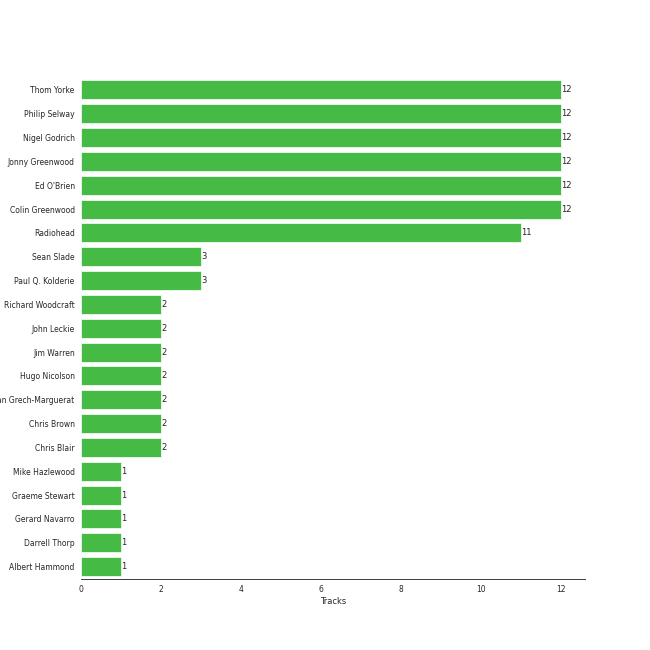 Thom Yorke 12
Philip Selway 12
Nigel Godrich 12
Jonny Greenwood 12
Ed O'Brien 12
Colin Greenwood 12
Radiohead 11
Sean Slade 3
Paul Q. Kolderie 3
Richard Woodcraft 2
John Leckie 2
Jim Warren 2
Hugo Nicolson 2
Grech-Marguerat 2
Chris Brown 2
Chris Blair 2
Mike Hazlewood 1
Graeme Stewart 1
Gerard Navarro 1
Darrell Thorp 1
Albert Hammond 1
0 2 4 6 8 10 12
Tracks